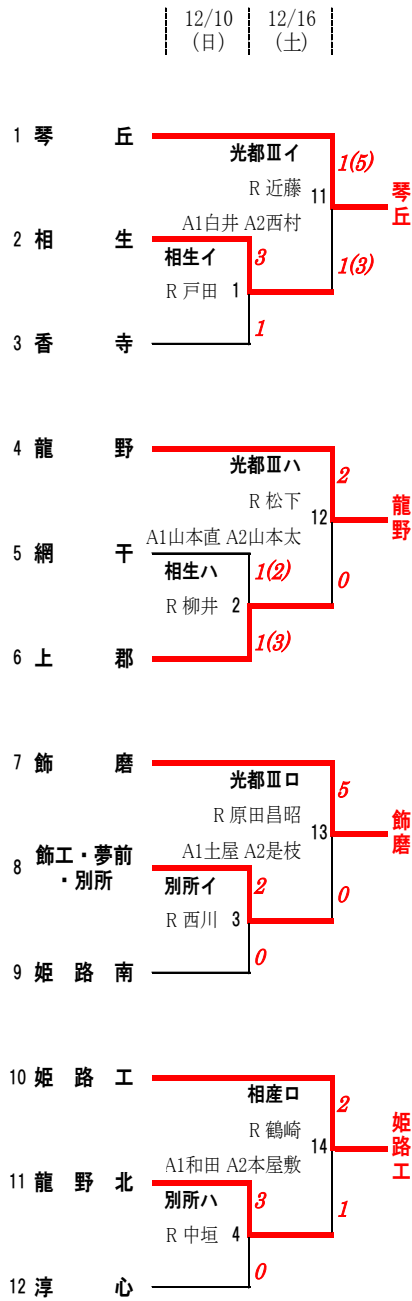 12/10 12/16
(日) (土)
1 琴 丘
光都Ⅲイ
1(5)
R 近藤 11
琴丘
A1白井 A2西村
2 相 生
相生イ 3
1(3)
R 戸田 1
1
3 香 寺
4 龍 野
光都Ⅲハ
2
R 松下
12
龍野
A1山本直 A2山本太
5 網 干
相生ハ 1(2)
0
R 柳井 2
1(3)
6 上 郡
7 飾 磨
光都Ⅲロ
5
R 原田昌昭
13
飾磨
A1土屋 A2是枝
8 飾工・夢前
・別所
別所イ 2
0
R 西川 3
0
9 姫 路 南
10 姫 路 工
相産ロ
2
R 鶴崎
14
姫路工
A1和田 A2本屋敷
11 龍 野 北
別所ハ 3
1
R 中垣 4
0
12 淳 心